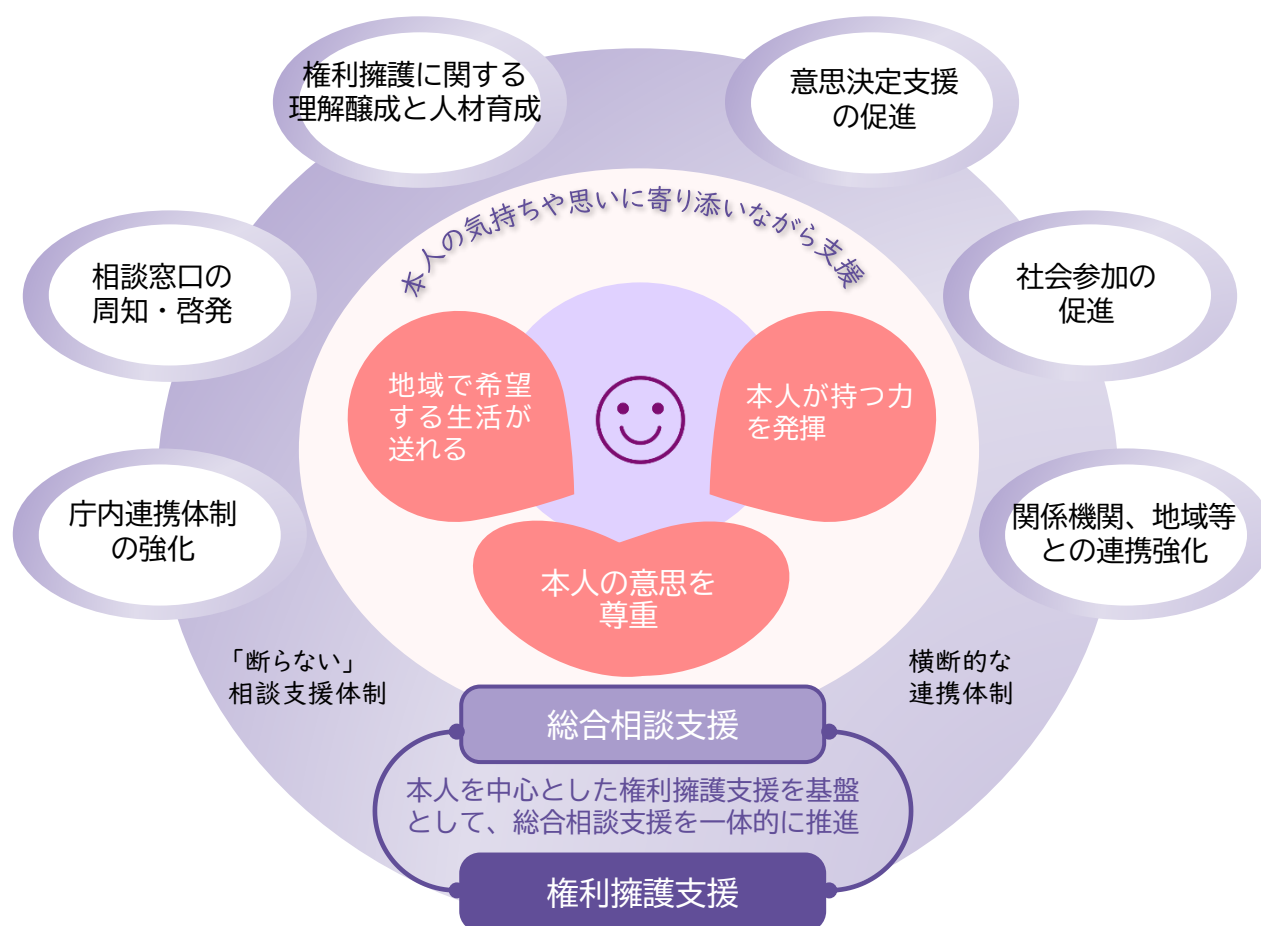 権利擁護に関する
理解醸成と人材育成
意思決定支援
の促進
相談窓口の
周知・啓発
社会参加の
促進
庁内連携体制
の強化
関係機関、地域等
との連携強化
本人の気持ちや思いに寄り添いながら支援
地域で希望
する生活が
送れる
本人が持つ力
を発揮
本人の意思を
尊重
「断らない」
相談支援体制
横断的な
連携体制
総合相談支援
本人を中心とした権利擁護支援を基盤
として、総合相談支援を一体的に推進
権利擁護支援